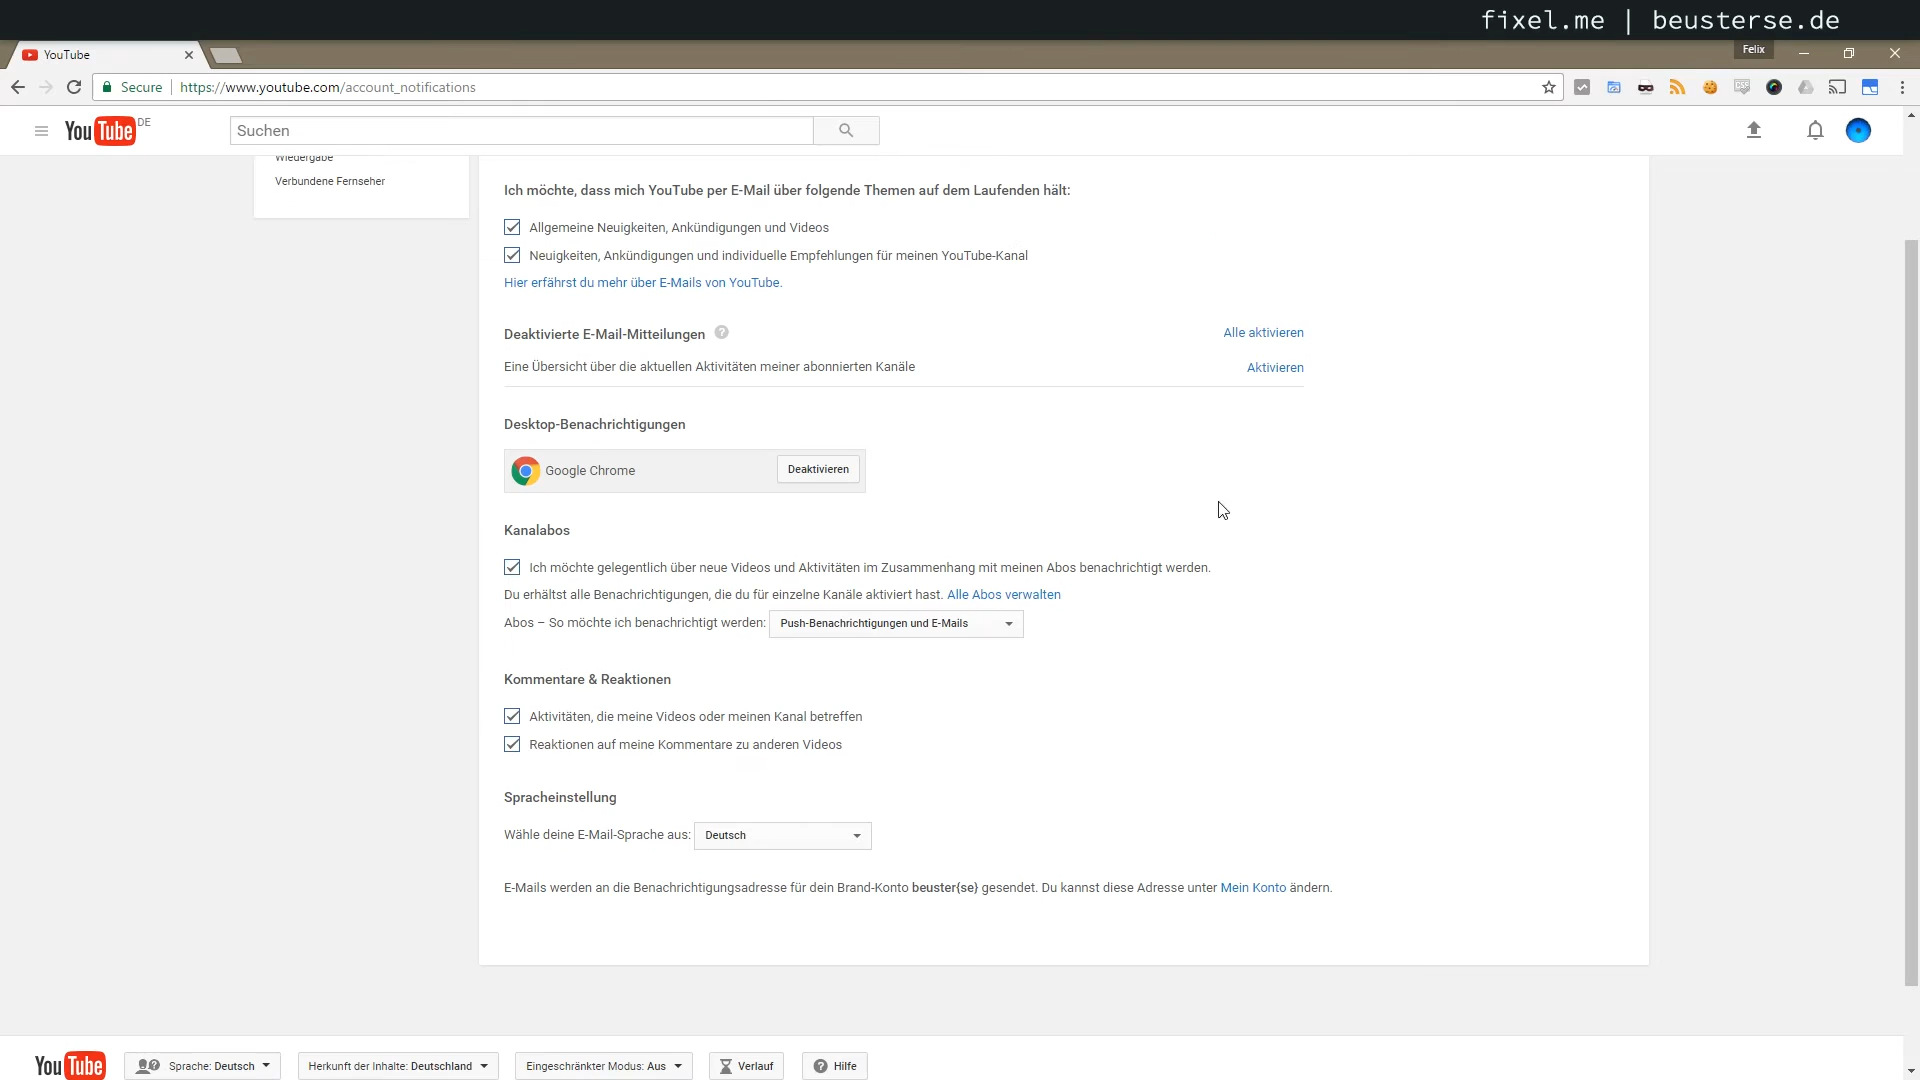 fixel.me | beusterse.de
YouTube
Felix
Secure | https://www.youtube.com/account_notifications
YouTube DE
Suchen
Wiedergabe
Verbundene Fernseher
Ich möchte, dass mich YouTube per E-Mail über folgende Themen auf dem Laufenden hält:
Allgemeine Neuigkeiten, Ankündigungen und Videos
Neuigkeiten, Ankündigungen und individuelle Empfehlungen für meinen YouTube-Kanal
Hier erfährst du mehr über E-Mails von YouTube.
Deaktivierte E-Mail-Mitteilungen ?
Alle aktivieren
Eine Übersicht über die aktuellen Aktivitäten meiner abonnierten Kanäle
Aktivieren
Desktop-Benachrichtigungen
Google Chrome
Deaktivieren
Kanalabos
Ich möchte gelegentlich über neue Videos und Aktivitäten im Zusammenhang mit meinen Abos benachrichtigt werden.
Du erhältst alle Benachrichtigungen, die du für einzelne Kanäle aktiviert hast. Alle Abos verwalten
Abos – So möchte ich benachrichtigt werden: Push-Benachrichtigungen und E-Mails
Kommentare & Reaktionen
Aktivitäten, die meine Videos oder meinen Kanal betreffen
Reaktionen auf meine Kommentare zu anderen Videos
Spracheinstellung
Wähle deine E-Mail-Sprache aus: Deutsch
E-Mails werden an die Benachrichtigungsadresse für dein Brand-Konto beuster{se} gesendet. Du kannst diese Adresse unter Mein Konto ändern.
YouTube
Sprache: Deutsch
Herkunft der Inhalte: Deutschland
Eingeschränkter Modus: Aus
Verlauf
Hilfe